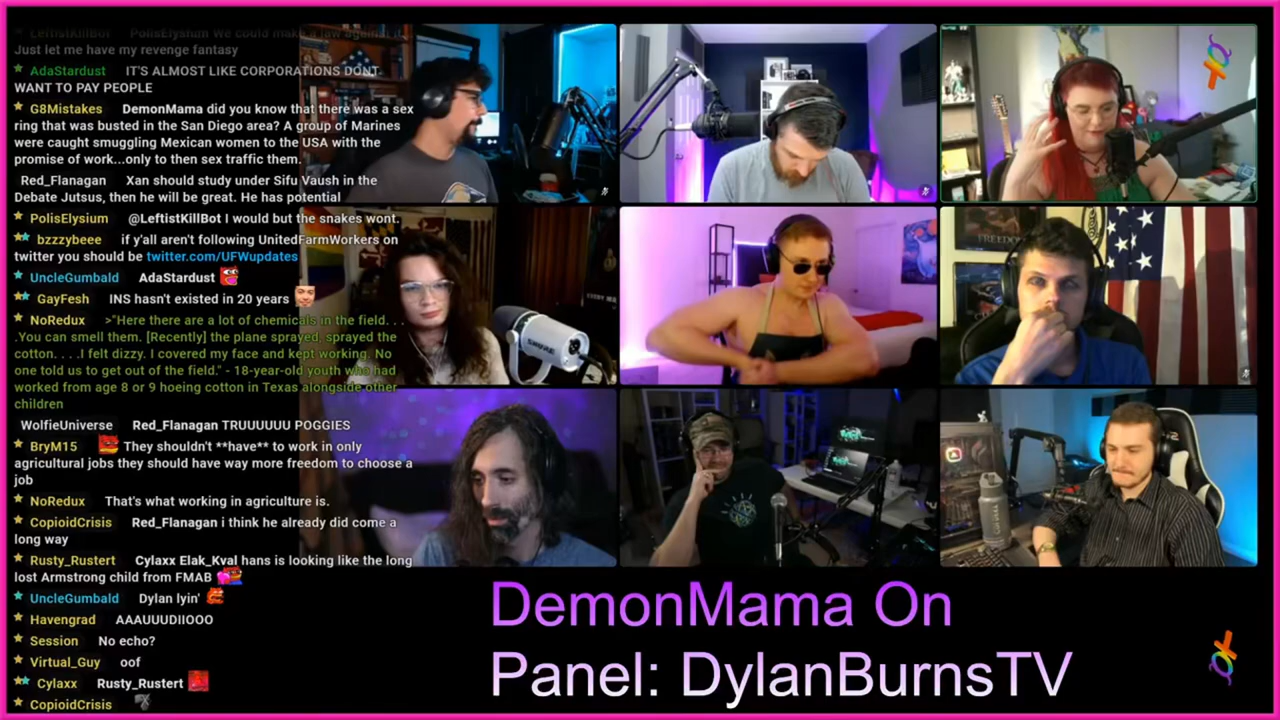 LeftistKillBot PolisElysium We could make a law against it.
Just let me have my revenge fantasy
AdaStardust IT'S ALMOST LIKE CORPORATIONS DONT
WANT TO PAY PEOPLE
G8Mistakes DemonMama did you know that there was a sex
ring that was busted in the San Diego area? A group of Marines
were caught smuggling Mexican women to the USA with the
promise of work...only to then sex traffic them.
Red_Flanagan Xan should study under Sifu Vaush in the
Debate Jutsus, then he will be great. He has potential
PolisElysium @LeftistKillBot I would but the snakes wont.
bzzzybeee if y'all aren't following UnitedFarmWorkers on
twitter you should be twitter.com/UFWupdates
UncleGumbald AdaStardust
GayFesh INS hasn't existed in 20 years
NoRedux >"Here there are a lot of chemicals in the field. . .
.You can smell them. [Recently] the plane sprayed, sprayed the
cotton. . . .I felt dizzy. I covered my face and kept working. No
one told us to get out of the field." - 18-year-old youth who had
worked from age 8 or 9 hoeing cotton in Texas alongside other
children
WolfieUniverse Red_Flanagan TRUUUUUU POGGIES
BryM15 They shouldn't **have** to work in only
agricultural jobs they should have way more freedom to choose a
job
NoRedux That's what working in agriculture is.
CopioidCrisis Red_Flanagan i think he already did come a
long way
Rusty_Rustert Cylaxx Elak_Kval hans is looking like the long
lost Armstrong child from FMAB
UncleGumbald Dylan lyin'
Havengrad AAAUUUDIIOOO
Session No echo?
Virtual_Guy oof
Cylaxx Rusty_Rustert
CopioidCrisis
FREEDOM
SHURE
DemonMama On
Panel: DylanBurnsTV